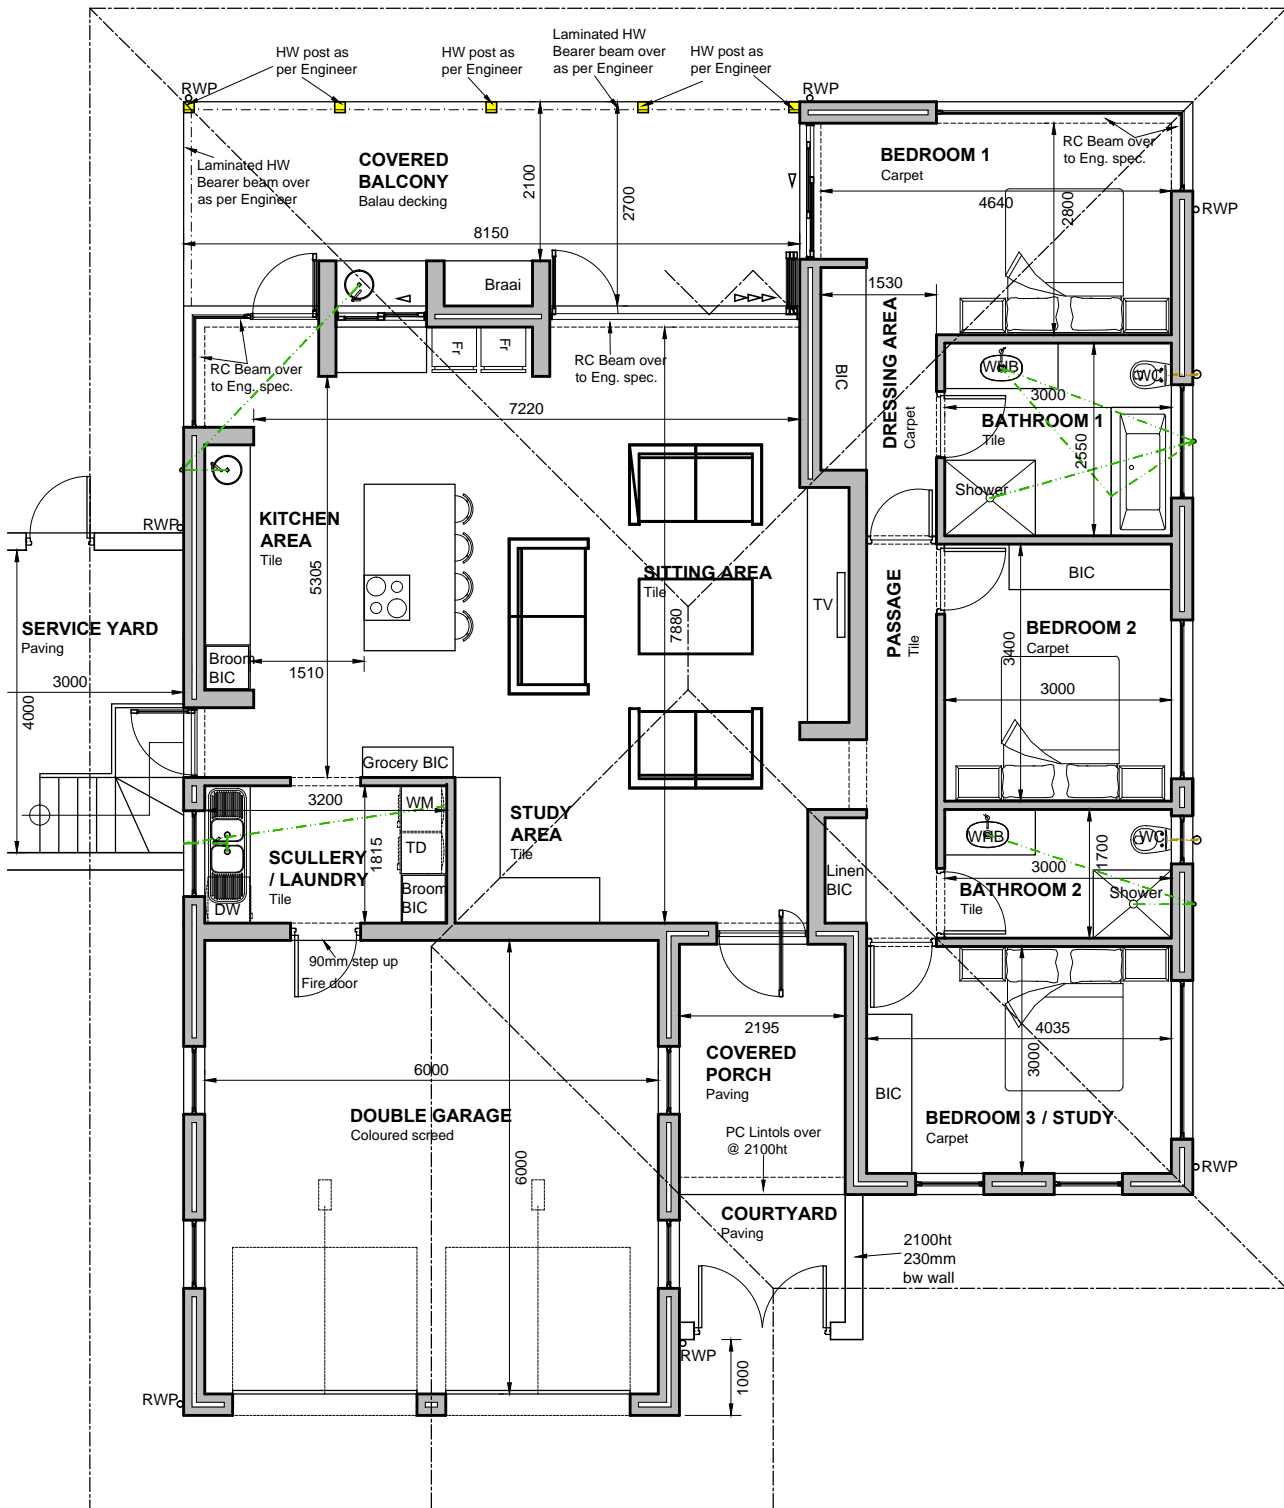 HW post as
per Engineer
HW post as
per Engineer
Laminated HW
Bearer beam over
as per Engineer
HW post as
per Engineer
RWP
RWP
Laminated HW
Bearer beam over
as per Engineer
COVERED
BALCONY
Balau decking
2100
2700
8150
BEDROOM 1
Carpet
RC Beam over
to Eng. spec.
4640
2800
RWP
Braai
1530
DRESSING AREA
Carpet
BIC
RC Beam over
to Eng. spec.
Fr
Fr
RC Beam over
to Eng. spec.
7220
WHB
WC
3000
BATHROOM 1
Tile
2550
Shower
RWP
KITCHEN
AREA
Tile
5305
SITTING AREA
Tile
7880
TV
PASSAGE
Tile
BIC
BEDROOM 2
Carpet
3400
3000
SERVICE YARD
Paving
3000
4000
Broom
BIC
1510
Grocery BIC
3200
WM
TD
1815
SCULLERY
/ LAUNDRY
Tile
Broom
BIC
DW
STUDY
AREA
Tile
Linen
BIC
WHB
WC
1700
3000
BATHROOM 2
Tile
Shower
90mm step up
Fire door
2195
COVERED
PORCH
Paving
4035
3000
BIC
BEDROOM 3 / STUDY
Carpet
6000
DOUBLE GARAGE
Coloured screed
6000
PC Lintols over
@ 2100ht
RWP
COURTYARD
Paving
2100ht
230mm
bw wall
RWP
1000
RWP